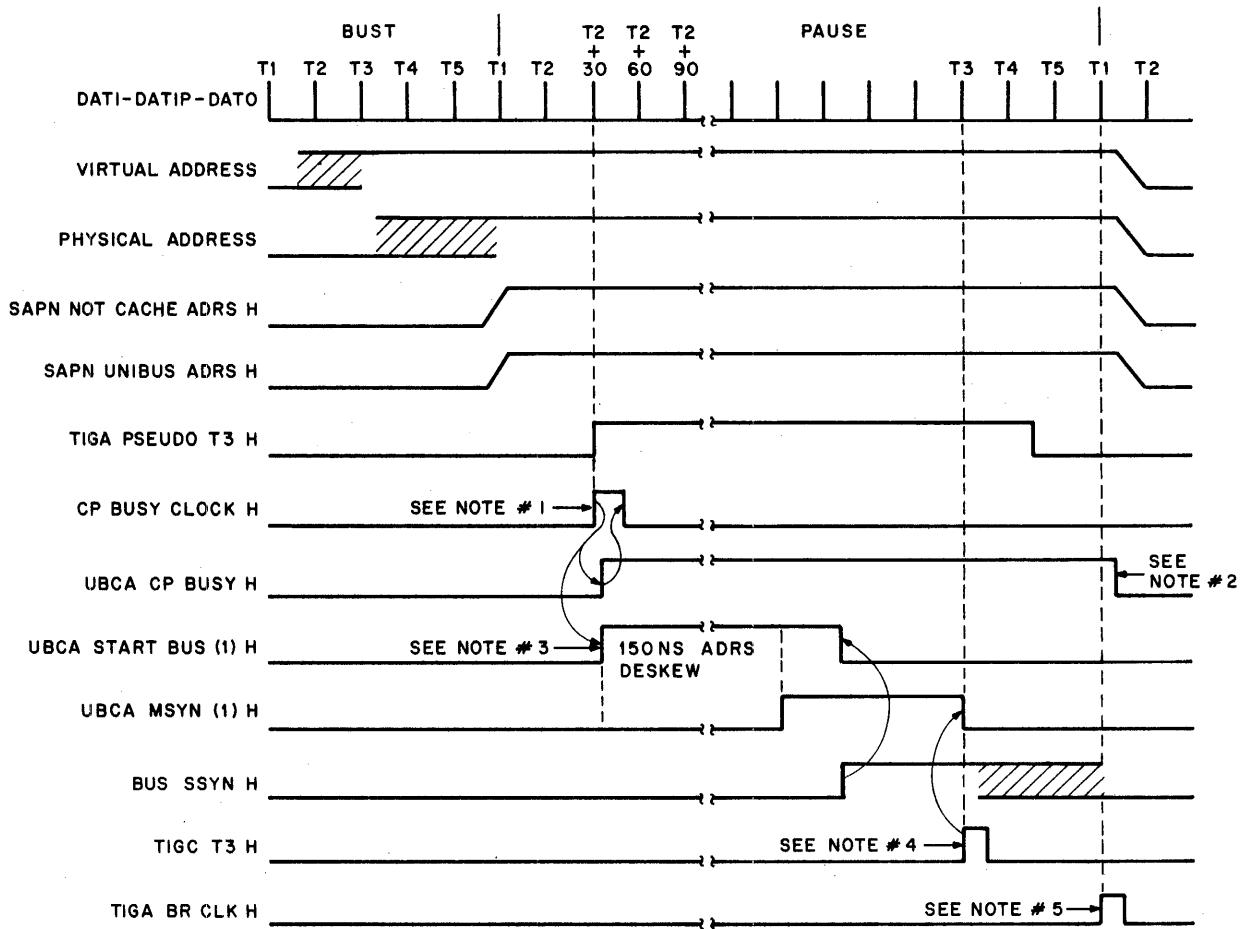 BUST
PAUSE
T1 T2 T3 T4 T5 T1 T2
T2 + 30
T2 + 60
T2 + 90
T3 T4 T5 T1 T2
DATI-DATIP-DATO
VIRTUAL ADDRESS
PHYSICAL ADDRESS
SAPN NOT CACHE ADRS H
SAPN UNIBUS ADRS H
TIGA PSEUDO T3 H
CP BUSY CLOCK H
SEE NOTE #1
UBCA CP BUSY H
SEE
NOTE #2
UBCA START BUS (1) H
SEE NOTE #3
150NS ADRS
DESKEW
UBCA MSYN (1) H
BUS SSYN H
TIGC T3 H
SEE NOTE #4
TIGA BR CLK H
SEE NOTE #5